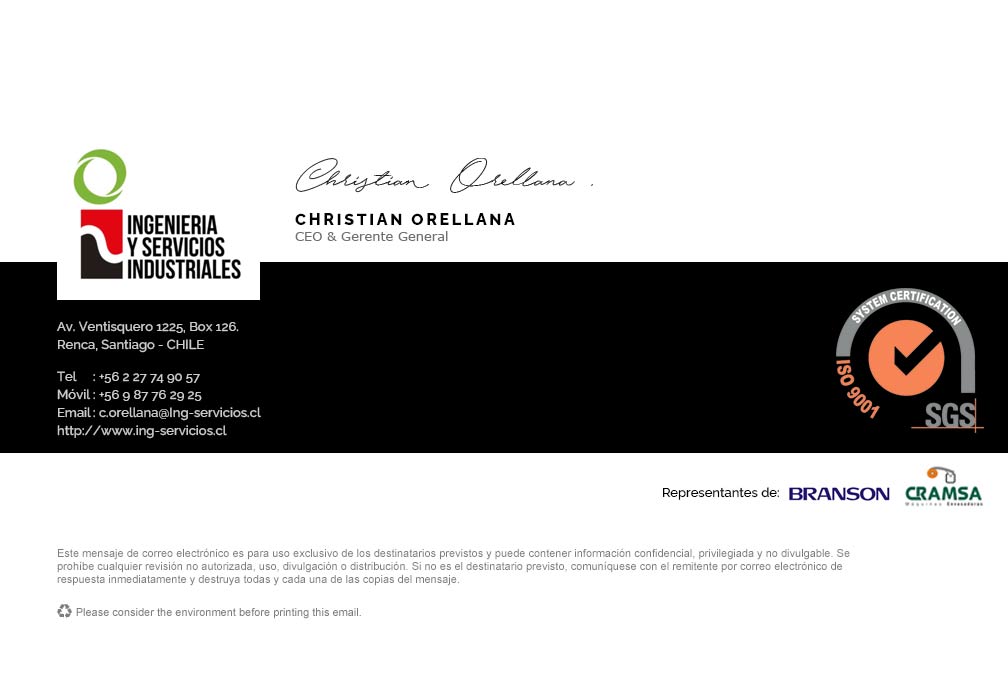 Christian Orellana .
CHRISTIAN ORELLANA
CEO & Gerente General
INGENIERIA
Y SERVICIOS
INDUSTRIALES
Av. Ventisquero 1225, Box 126.
Renca, Santiago - CHILE
Tel : +56 2 27 74 90 57
Móvil : +56 9 87 76 29 25
Email : c.orellana@Ing-servicios.cl
http://www.ing-servicios.cl
SYSTEM CERTIFICATION
ISO 9001
SGS
Representantes de: BRANSON CRAMSA
Máquinas Envasadoras
Este mensaje de correo electrónico es para uso exclusivo de los destinatarios previstos y puede contener información confidencial, privilegiada y no divulgable. Se
prohíbe cualquier revisión no autorizada, uso, divulgación o distribución. Si no es el destinatario previsto, comuníquese con el remitente por correo electrónico de
respuesta inmediatamente y destruya todas y cada una de las copias del mensaje.
Please consider the environment before printing this email.